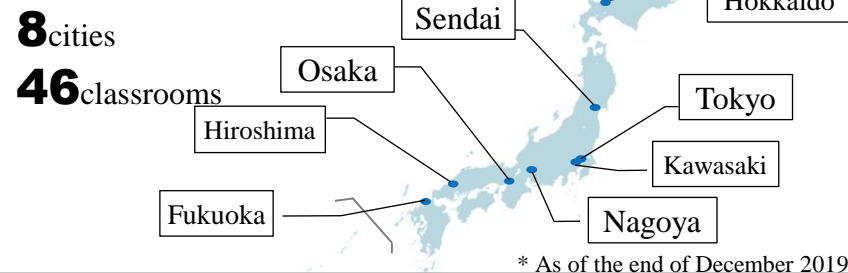 8cities
46classrooms
Sendai
Hokkaido
Osaka
Tokyo
Hiroshima
Kawasaki
Fukuoka
Nagoya
* As of the end of December 2019